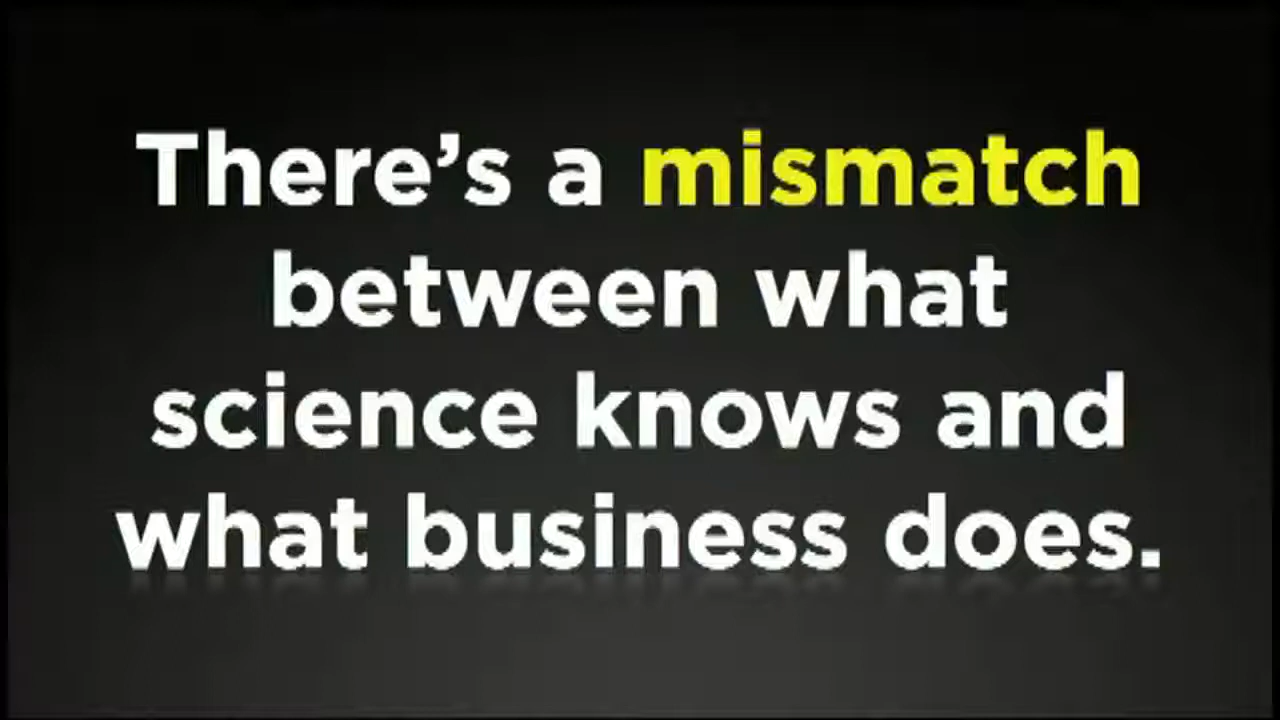 There’s a mismatch
between what
science knows and
what business does.